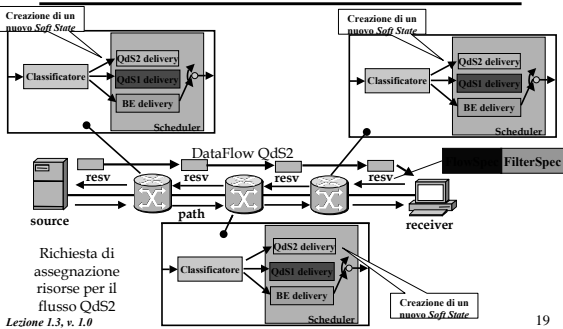 Creazione di un
nuovo Soft State
Classificatore
QdS2 delivery
QdS1 delivery
BE delivery
Scheduler
Creazione di un
nuovo Soft State
Classificatore
QdS2 delivery
QdS1 delivery
BE delivery
Scheduler
DataFlow QdS2
FlowSpec FilterSpec
resv
resv
resv
resv
source
path
receiver
Richiesta di
assegnazione
risorse per il
flusso QdS2
Classificatore
QdS2 delivery
QdS1 delivery
BE delivery
Scheduler
Creazione di un
nuovo Soft State
Lezione 1.3, v. 1.0
19